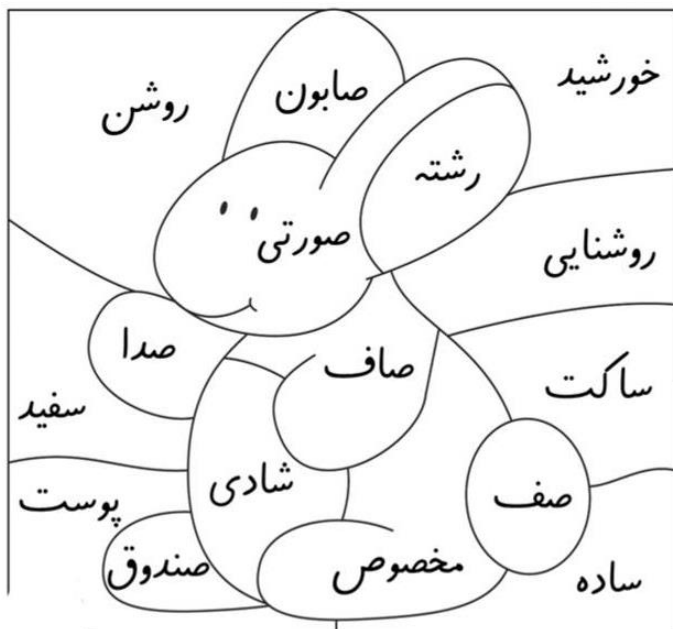 خورشید
صابون
روشن
رشته
صورتی
روشنایی
صدا
صاف
ساکت
سفید
شادی
صف
پوست
صندوق
مخصوص
ساده